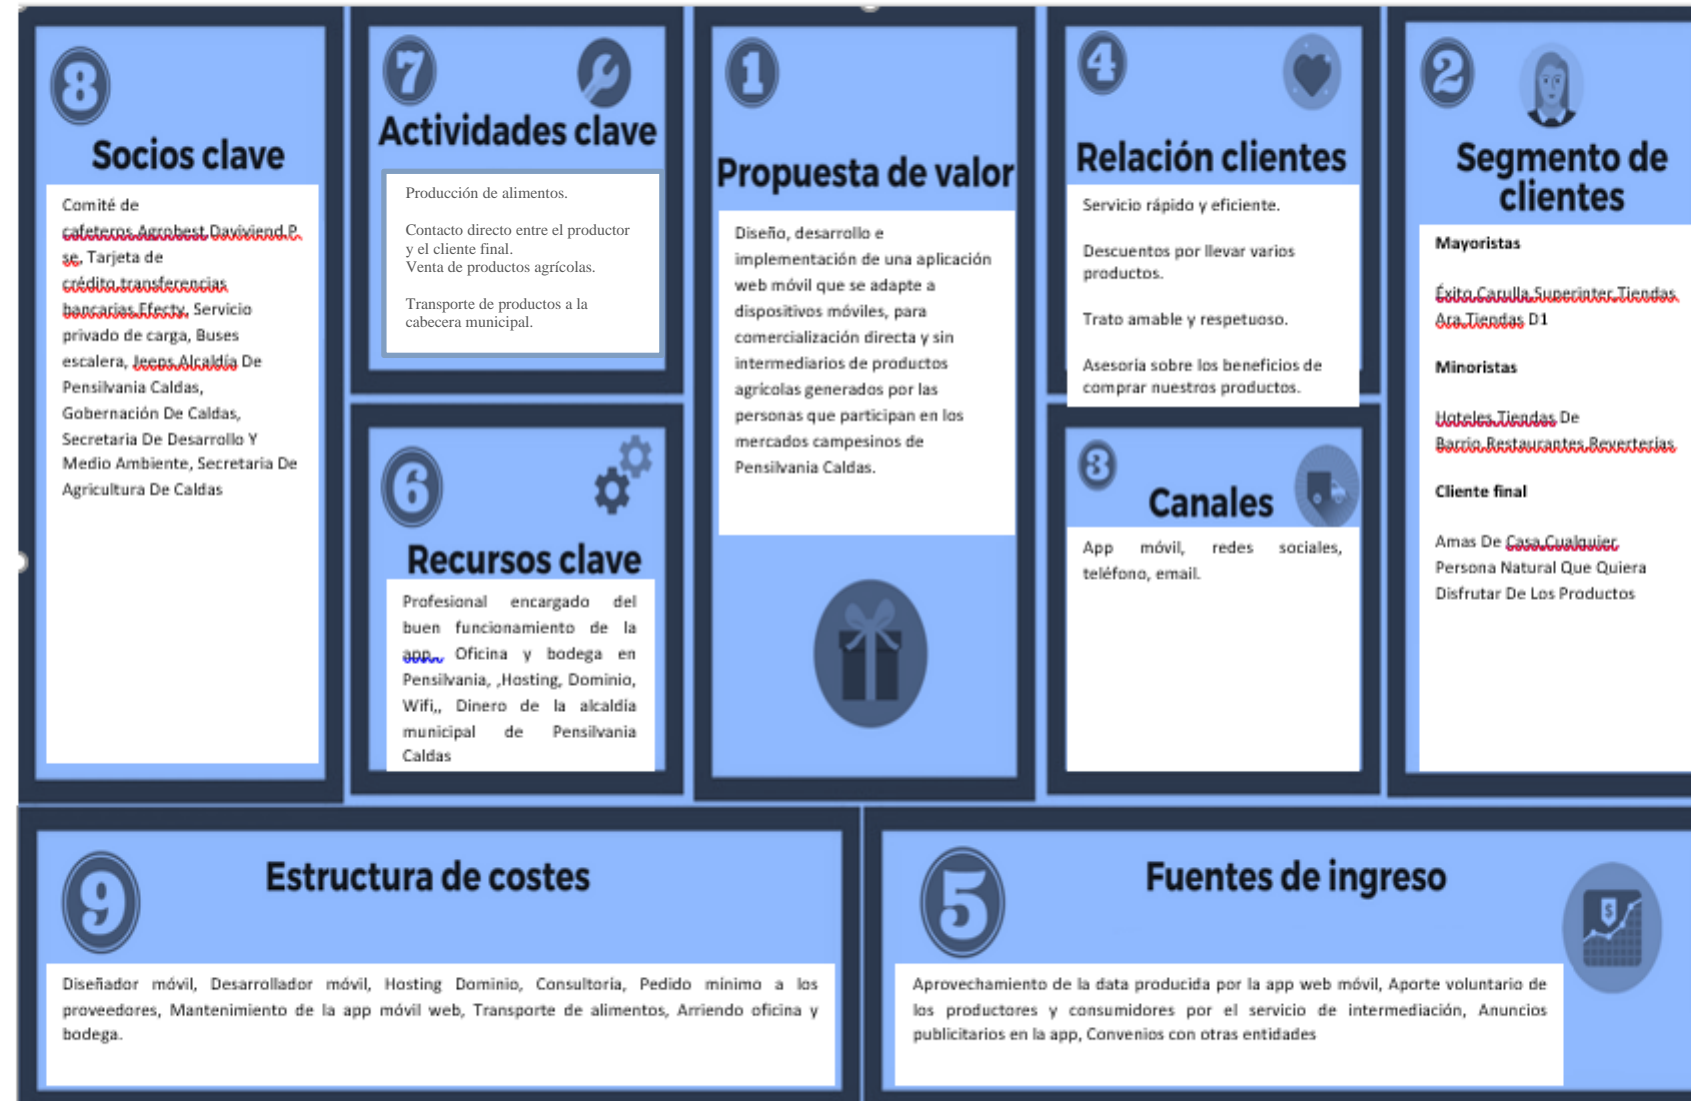 8
Socios clave
Comité de
cafeteros,Agrobest,Daviviend,P
se, Tarjeta de
crédito,transferencias
bancarias,Efecty, Servicio
privado de carga, Buses
escalera, Jeeps,Alcaldía De
Pensilvania Caldas,
Gobernación De Caldas,
Secretaria De Desarrollo Y
Medio Ambiente, Secretaria De
Agricultura De Caldas
7
Actividades clave
Producción de alimentos.
Contacto directo entre el productor
y el cliente final.
Venta de productos agrícolas.
Transporte de productos a la
cabecera municipal.
6
Recursos clave
Profesional encargado del
buen funcionamiento de la
app,, Oficina y bodega en
Pensilvania, ,Hosting, Dominio,
Wifi,, Dinero de la alcaldía
municipal de Pensilvania
Caldas
1
Propuesta de valor
Diseño, desarrollo e
implementación de una aplicación
web móvil que se adapte a
dispositivos móviles, para
comercialización directa y sin
intermediarios de productos
agrícolas generados por las
personas que participan en los
mercados campesinos de
Pensilvania Caldas.
4
Relación clientes
Servicio rápido y eficiente.
Descuentos por llevar varios
productos.
Trato amable y respetuoso.
Asesoría sobre los beneficios de
comprar nuestros productos.
3
Canales
App móvil, redes sociales,
teléfono, email.
2
Segmento de
clientes
Mayoristas
Éxito,Carulla,Superinter,Tiendas
Ara,Tiendas D1
Minoristas
Hoteles,Tiendas De
Barrio,Restaurantes,Reverterías
Cliente final
Amas De Casa,Cualquier
Persona Natural Que Quiera
Disfrutar De Los Productos
9
Estructura de costes
Diseñador móvil, Desarrollador móvil, Hosting Dominio, Consultoría, Pedido mínimo a los
proveedores, Mantenimiento de la app móvil web, Transporte de alimentos, Arriendo oficina y
bodega.
5
Fuentes de ingreso
$
Aprovechamiento de la data producida por la app web móvil, Aporte voluntario de
los productores y consumidores por el servicio de intermediación, Anuncios
publicitarios en la app, Convenios con otras entidades